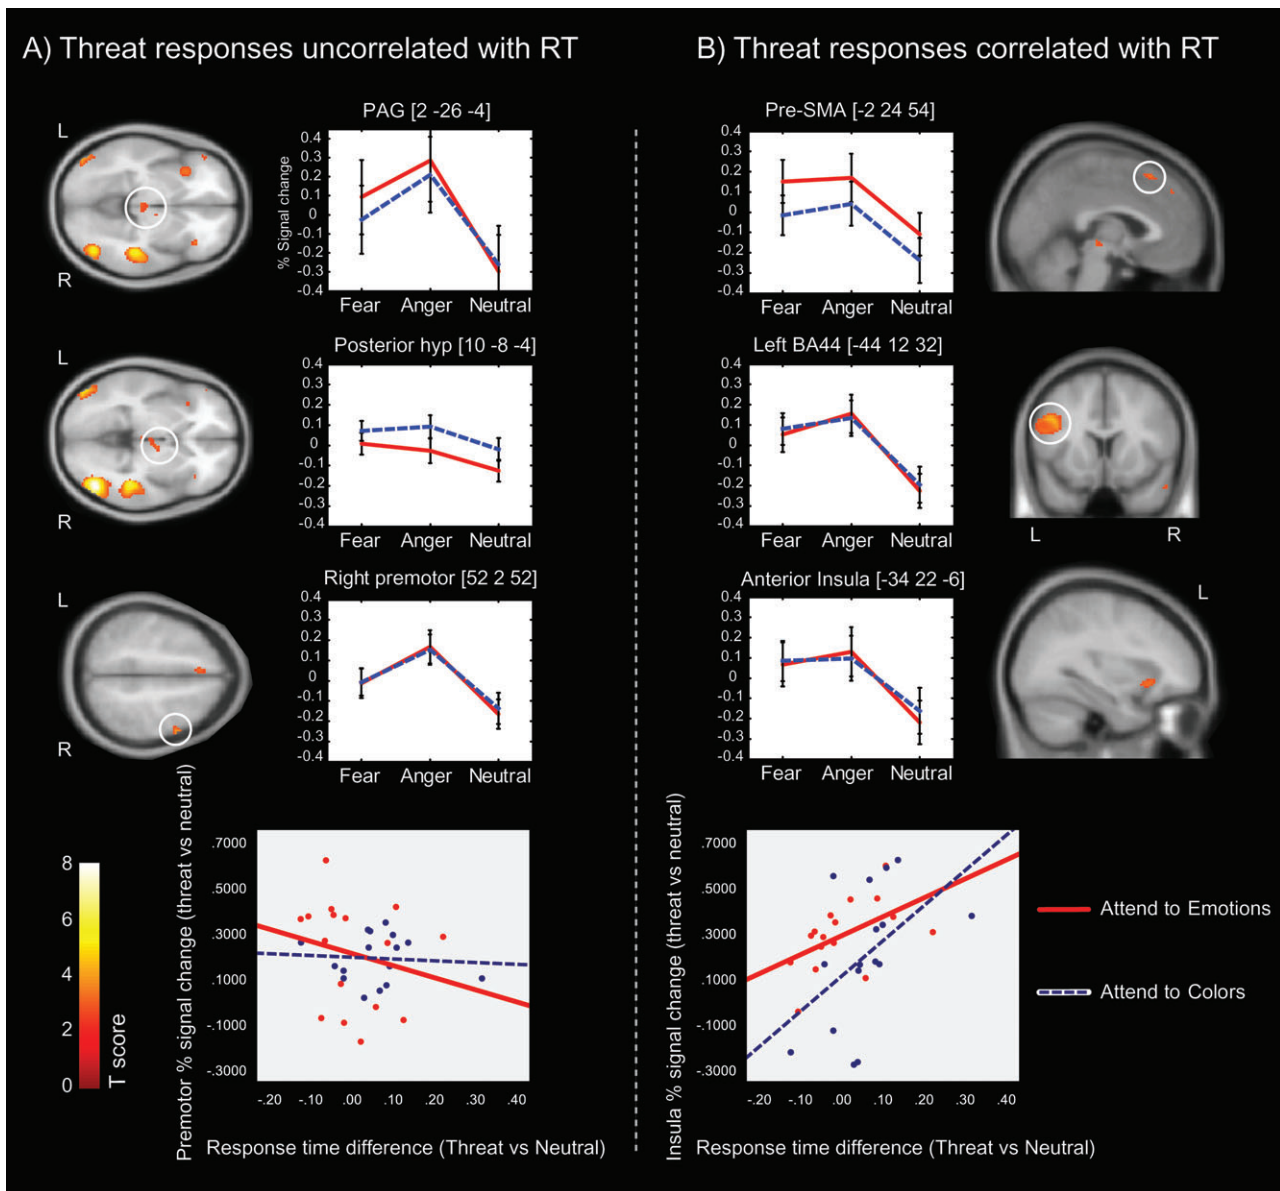 A) Threat responses uncorrelated with RT
L
R
PAG [2 -26 -4]
% Signal change
0.4
0.3
0.2
0.1
0
-0.1
-0.2
-0.3
-0.4
Fear Anger Neutral
L
R
Posterior hyp [10 -8 -4]
0.4
0.3
0.2
0.1
0
-0.1
-0.2
-0.3
-0.4
Fear Anger Neutral
L
R
Right premotor [52 2 52]
0.4
0.3
0.2
0.1
0
-0.1
-0.2
-0.3
-0.4
Fear Anger Neutral
8
6
4
2
0
T score
Premotor % signal change (threat vs neutral)
.7000
.5000
.3000
.1000
-.1000
-.3000
-.20 -.10 .00 .10 .20 .30 .40
Response time difference (Threat vs Neutral)
B) Threat responses correlated with RT
Pre-SMA [-2 24 54]
0.4
0.3
0.2
0.1
0
-0.1
-0.2
-0.3
-0.4
Fear Anger Neutral
Left BA44 [-44 12 32]
0.4
0.3
0.2
0.1
0
-0.1
-0.2
-0.3
-0.4
Fear Anger Neutral
L R
Anterior Insula [-34 22 -6]
0.4
0.3
0.2
0.1
0
-0.1
-0.2
-0.3
-0.4
Fear Anger Neutral
L
Insula % signal change (threat vs neutral)
.7000
.5000
.3000
.1000
-.1000
-.3000
-.20 -.10 .00 .10 .20 .30 .40
Response time difference (Threat vs Neutral)
Attend to Emotions
Attend to Colors